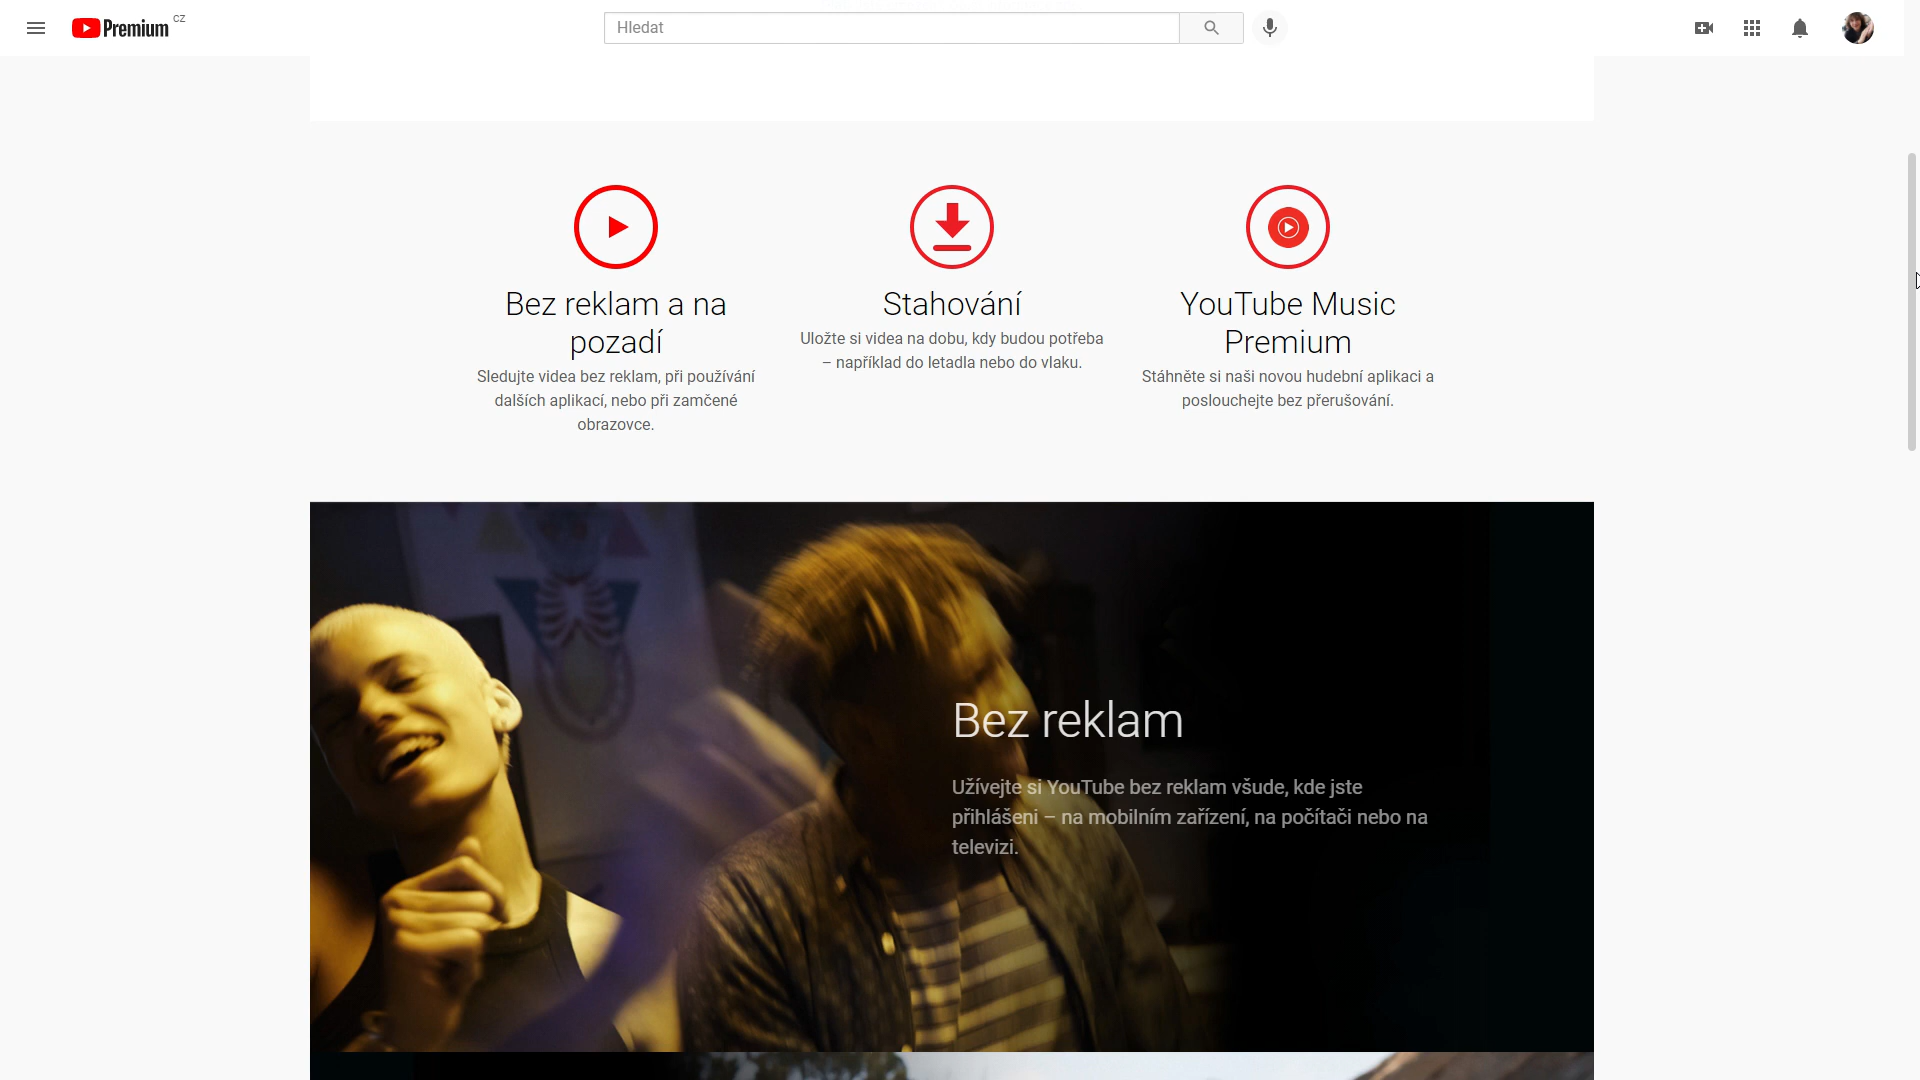 Premium CZ
Hledat
Bez reklam a na
pozadí
Sledujte videa bez reklam, při používání
dalších aplikací, nebo při zamčené
obrazovce.
Stahování
Uložte si videa na dobu, kdy budou potřeba
– například do letadla nebo do vlaku.
YouTube Music
Premium
Stáhněte si naši novou hudební aplikaci a
poslouchejte bez přerušování.
Bez reklam
Užívejte si YouTube bez reklam všude, kde jste
přihlášeni – na mobilním zařízení, na počítači nebo na
televizi.